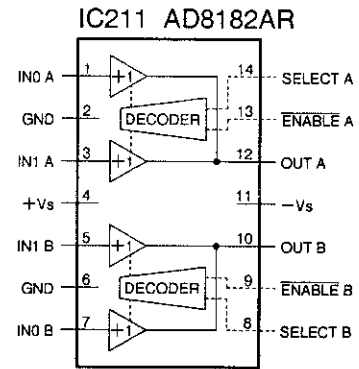 IC211 AD8182AR
IN0 A 1 +1 14 SELECT A
GND 2 DECODER 13 ENABLE A
IN1 A 3 +1 12 OUT A
+Vs 4 11 −Vs
IN1 B 5 +1 10 OUT B
GND 6 DECODER 9 ENABLE B
IN0 B 7 +1 8 SELECT B